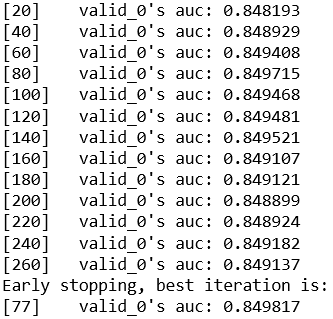 [20] valid_0's auc: 0.848193
[40] valid_0's auc: 0.848929
[60] valid_0's auc: 0.849408
[80] valid_0's auc: 0.849715
[100] valid_0's auc: 0.849468
[120] valid_0's auc: 0.849481
[140] valid_0's auc: 0.849521
[160] valid_0's auc: 0.849107
[180] valid_0's auc: 0.849121
[200] valid_0's auc: 0.848899
[220] valid_0's auc: 0.848924
[240] valid_0's auc: 0.849182
[260] valid_0's auc: 0.849137
Early stopping, best iteration is:
[77] valid_0's auc: 0.849817